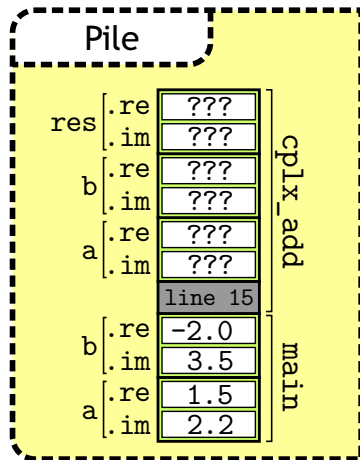 Pile
res .re ???
.im ???
b .re ???
.im ???
a .re ???
.im ???
cplx_add
line 15
b .re -2.0
.im 3.5
a .re 1.5
.im 2.2
main